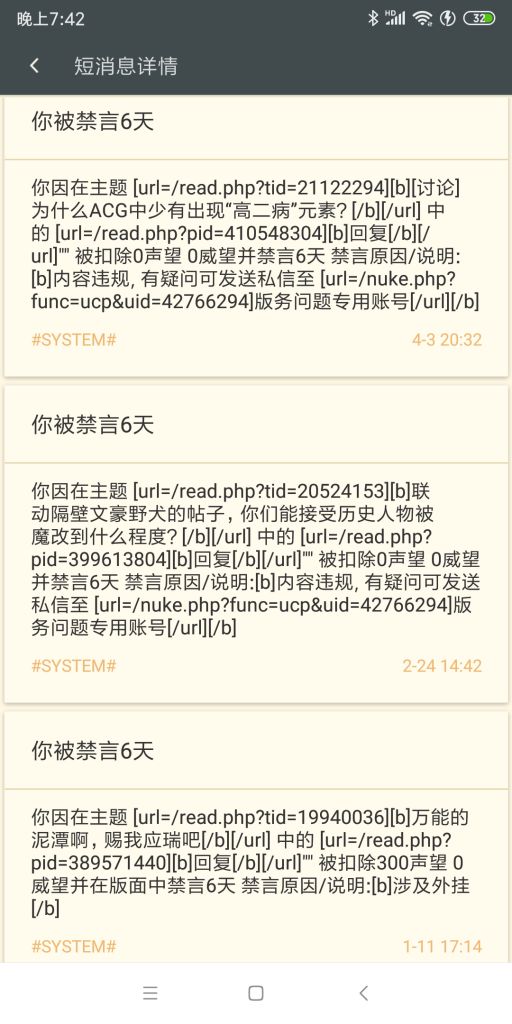 晚上7:42
HD
32
短消息详情
你被禁言6天
你因在主题 [url=/read.php?tid=21122294][b][讨论]
为什么ACG中少有出现“高二病”元素? [/b][/url] 中
的 [url=/read.php?pid=410548304][b]回复[/b][/
url]"" 被扣除0声望 0威望并禁言6天 禁言原因/说明:
[b]内容违规, 有疑问可发送私信至 [url=/nuke.php?
func=ucp&uid=42766294]版务问题专用账号[/url][/b]
#SYSTEM#
4-3 20:32
你被禁言6天
你因在主题 [url=/read.php?tid=20524153][b]联
动隔壁文豪野犬的帖子, 你们能接受历史人物被
魔改到什么程度? [/b][/url] 中的 [url=/read.php?
pid=399613804][b]回复[/b][/url]"" 被扣除0声望 0威望
并禁言6天 禁言原因/说明:[b]内容违规, 有疑问可发送
私信至 [url=/nuke.php?func=ucp&uid=42766294]版
务问题专用账号[/url][/b]
#SYSTEM#
2-24 14:42
你被禁言6天
你因在主题 [url=/read.php?tid=19940036][b]万能的
泥潭啊, 赐我应瑞吧[/b][/url] 中的 [url=/read.php?
pid=389571440][b]回复[/b][/url]"" 被扣除300声望 0
威望并在版面中禁言6天 禁言原因/说明:[b]涉及外挂
[/b]
#SYSTEM#
1-11 17:14